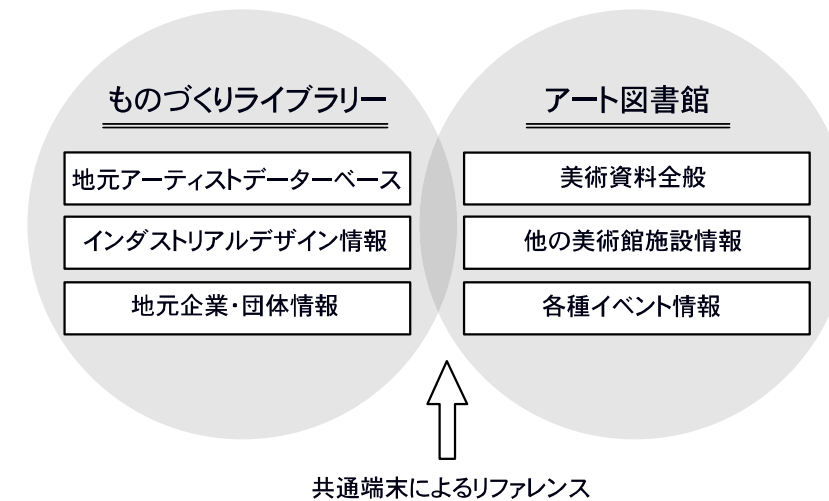 ものづくりライブラリー
地元アーティストデーターベース
インダストリアルデザイン情報
地元企業・団体情報
アート図書館
美術資料全般
他の美術館施設情報
各種イベント情報
共通端末によるリファレンス